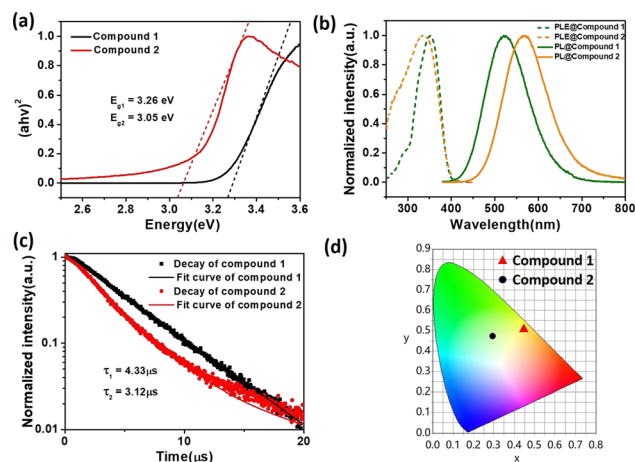 (a)
Compound 1
Compound 2
E_g1 = 3.26 eV
E_g2 = 3.05 eV
(ahv)²
1.0
0.8
0.6
0.4
0.2
0.0
2.6 2.8 3.0 3.2 3.4 3.6
Energy(eV)
(b)
PLE@Compound 1
PLE@Compound 2
PL@Compound 1
PL@Compound 2
Normalized intensity(a.u.)
1.0
0.8
0.6
0.4
0.2
0.0
300 400 500 600 700 800
Wavelength(nm)
(c)
Decay of compound 1
Fit curve of compound 1
Decay of compound 2
Fit curve of compound 2
τ₁ = 4.33μs
τ₂ = 3.12μs
Normalized intensity(a.u.)
1
0.1
0.01
0 10 20
Time(μs)
(d)
Compound 1
Compound 2
y
0.9
0.8
0.7
0.6
0.5
0.4
0.3
0.2
0.1
0.0
0.0 0.1 0.2 0.3 0.4 0.5 0.6 0.7 0.8
x